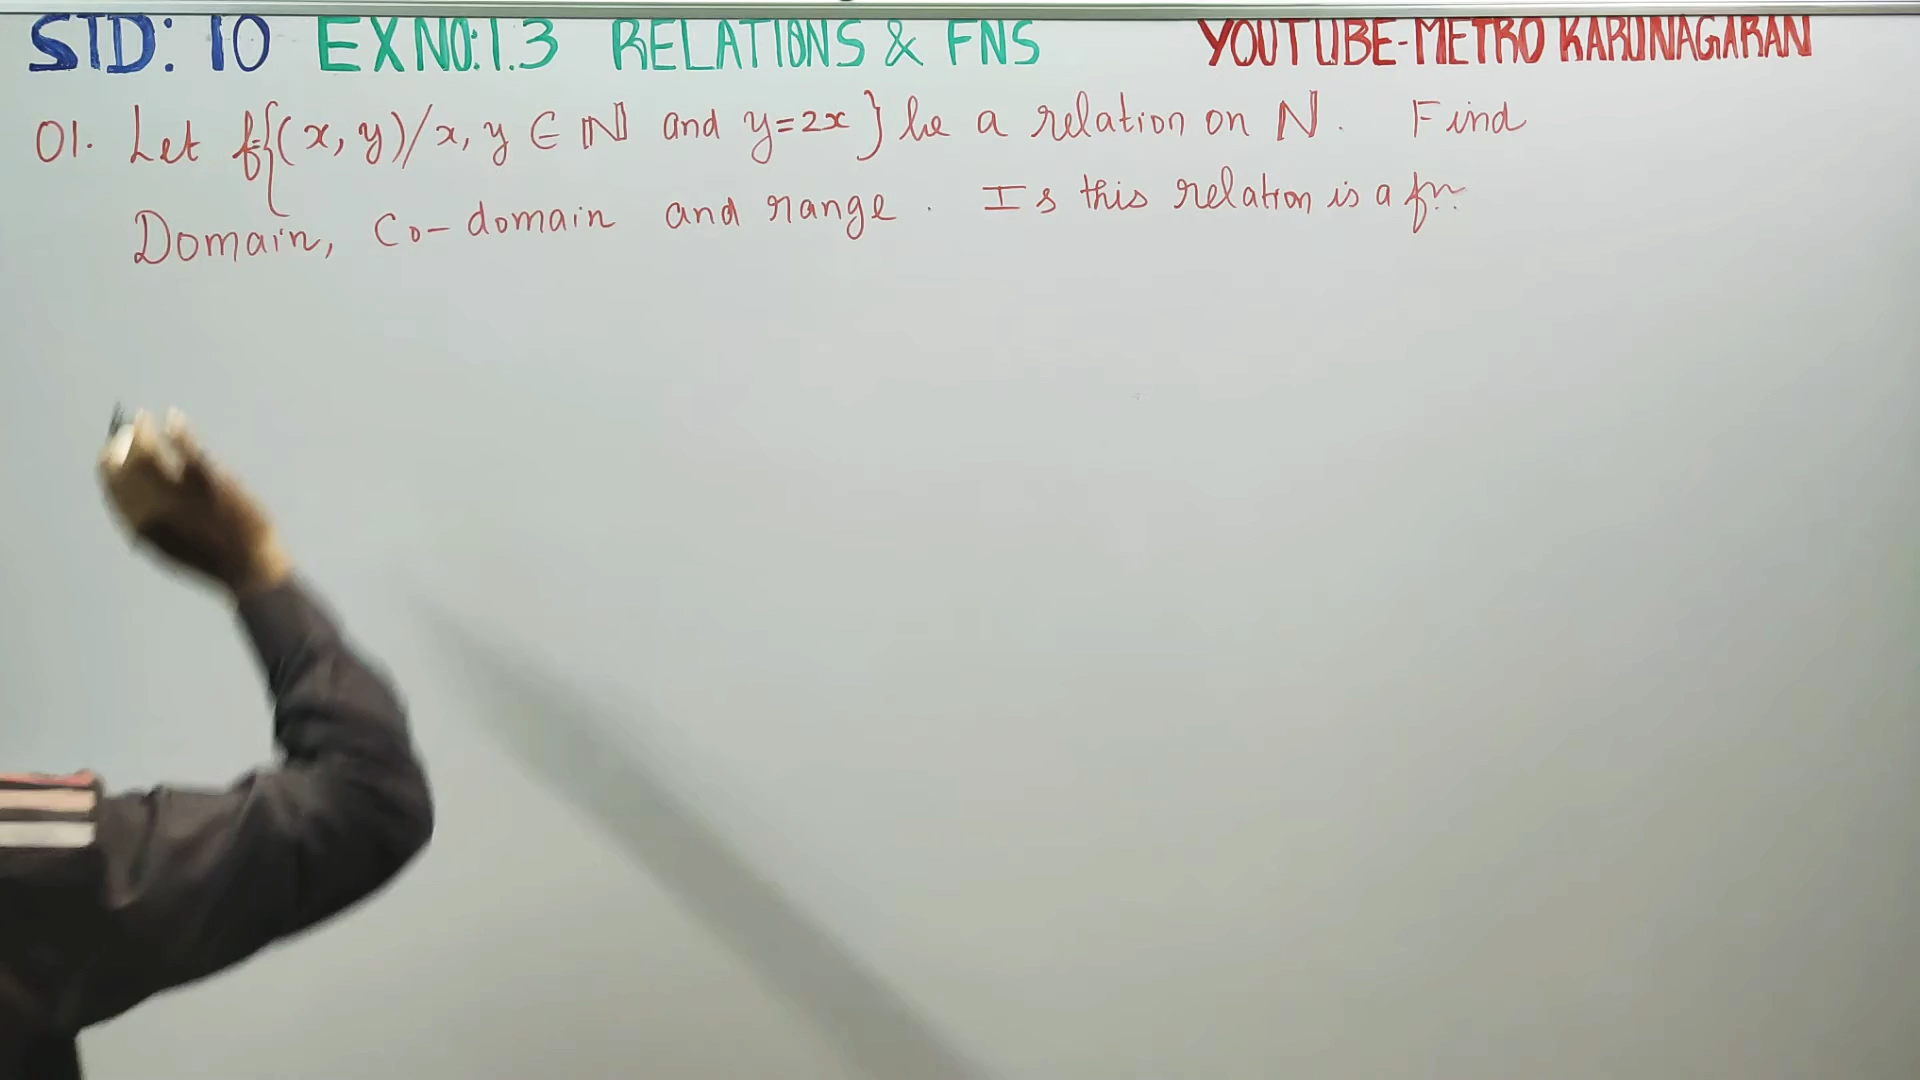 STD: 10 EX NO:1.3 RELATIONS & FNS YOUTUBE-METRO KARUNAGARAN
01. Let f={(x, y)/x, y ∈ ℕ and y=2x} be a relation on N. Find
Domain, Co-domain and range. Is this relation is a fn.